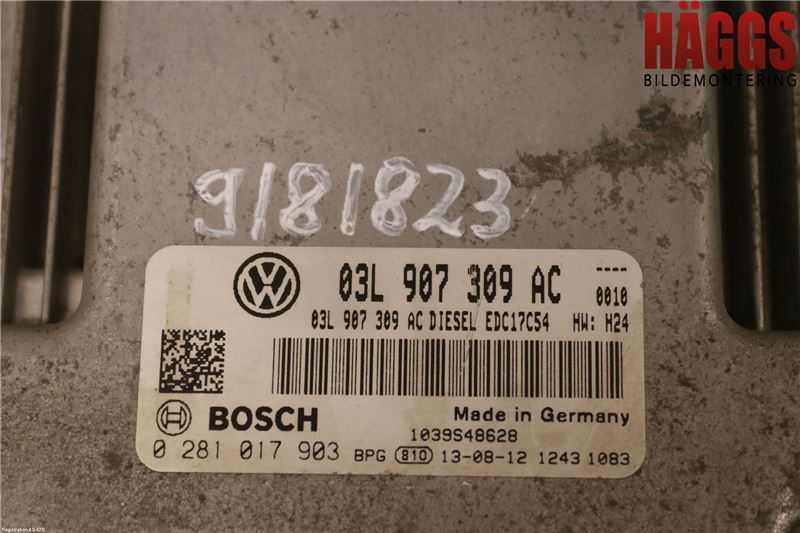 HÄGGS
BILDEMONTERING
9181823
03L 907 309 AC ----
0010
03L 907 309 AC DIESEL EDC17C54 HW: H24
BOSCH Made in Germany
1039S48628
0 281 017 903 BPG 810 13-08-12 1243 1083